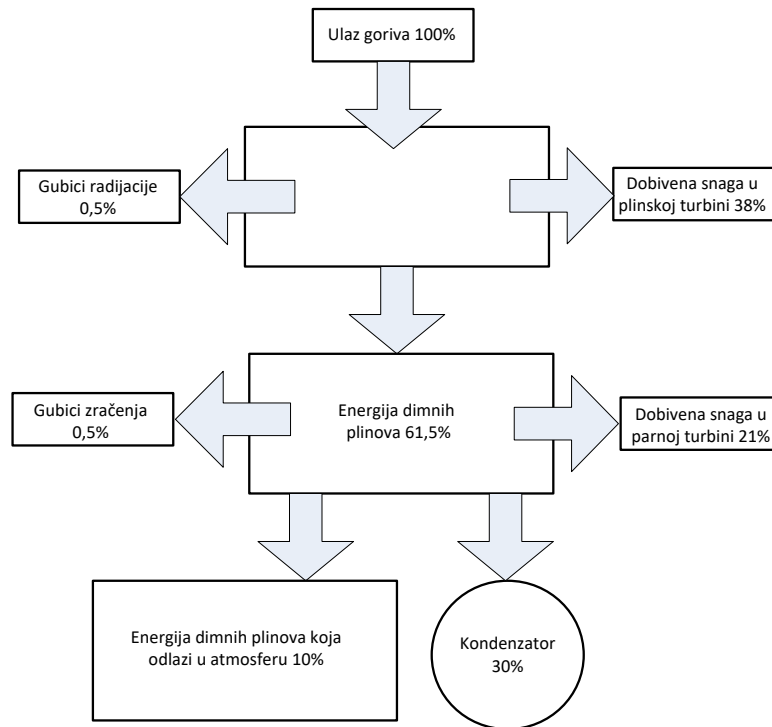 Ulaz goriva 100%
Gubici radijacije
0,5%
Dobivena snaga u
plinskoj turbini 38%
Gubici zračenja
0,5%
Energija dimnih
plinova 61,5%
Dobivena snaga u
parnoj turbini 21%
Energija dimnih plinova koja
odlazi u atmosferu 10%
Kondenzator
30%